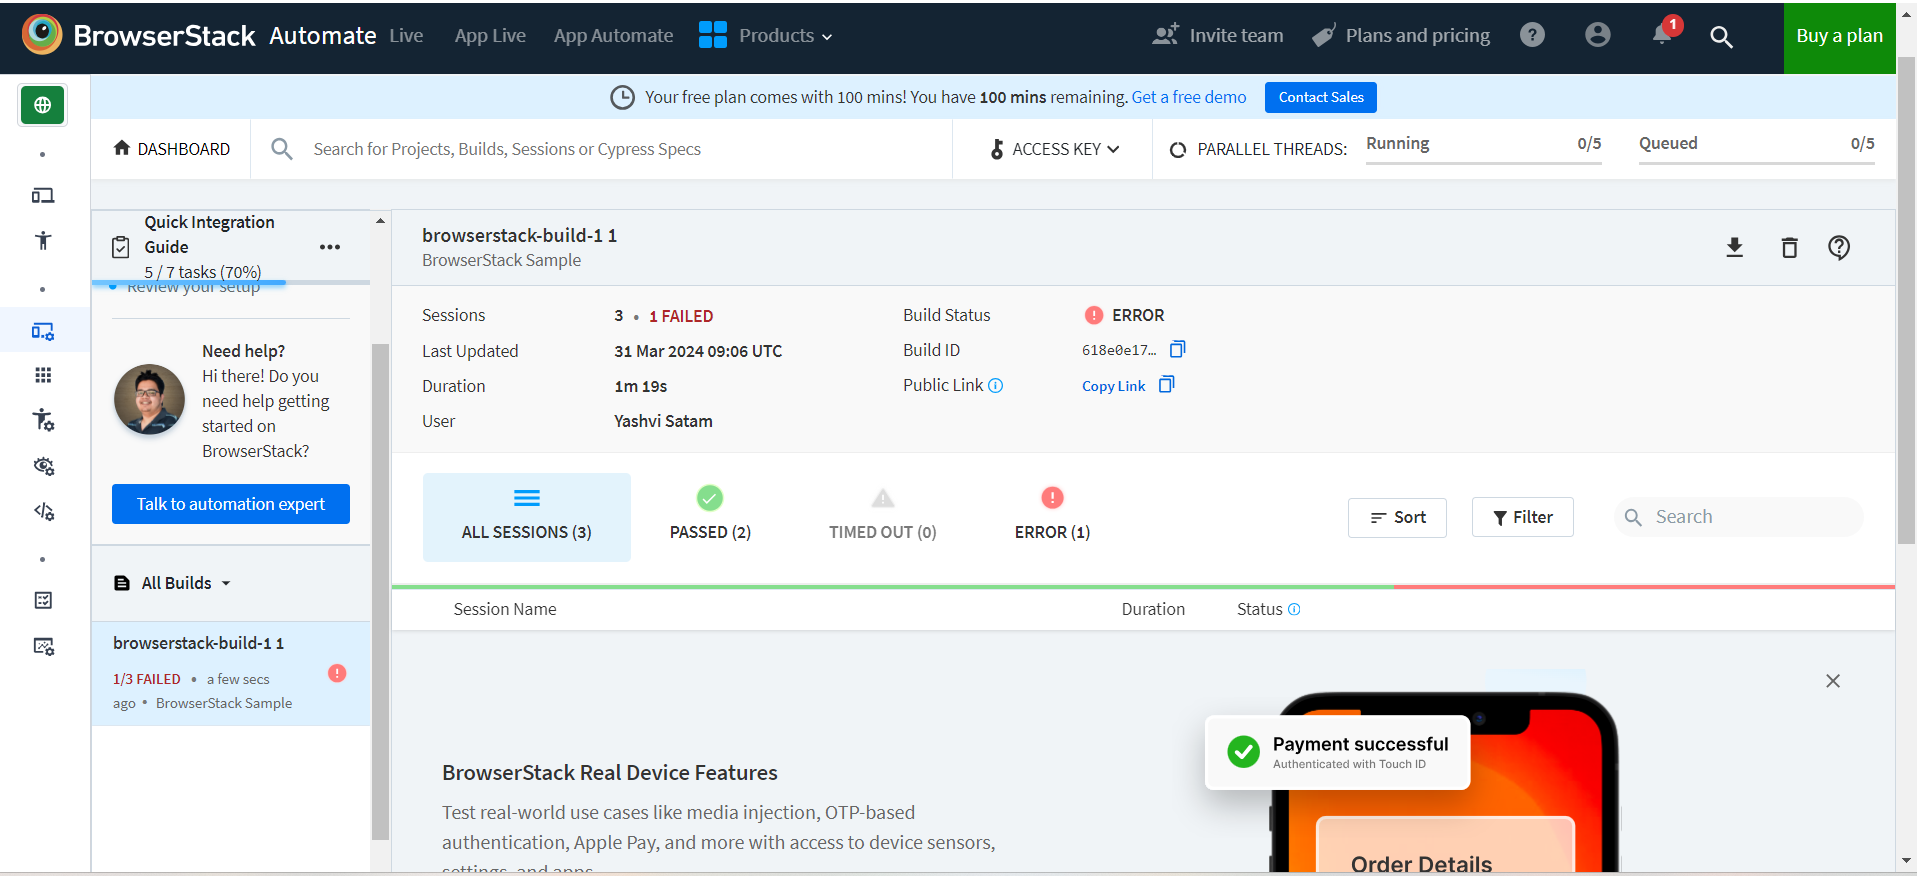 BrowserStack Automate Live App Live App Automate Products Invite team Plans and pricing ? 1 Buy a plan
Your free plan comes with 100 mins! You have 100 mins remaining. Get a free demo Contact Sales
DASHBOARD Search for Projects, Builds, Sessions or Cypress Specs ACCESS KEY PARALLEL THREADS: Running 0/5 Queued 0/5
Quick Integration
Guide
5 / 7 tasks (70%)
Review your setup
Need help?
Hi there! Do you
need help getting
started on
BrowserStack?
Talk to automation expert
All Builds
browserstack-build-1 1
1/3 FAILED • a few secs
ago • BrowserStack Sample
browserstack-build-1 1
BrowserStack Sample
Sessions 3 • 1 FAILED
Last Updated 31 Mar 2024 09:06 UTC
Duration 1m 19s
User Yashvi Satam
Build Status ERROR
Build ID 618e0e17...
Public Link Copy Link
ALL SESSIONS (3) PASSED (2) TIMED OUT (0) ERROR (1) Sort Filter Search
Session Name Duration Status
BrowserStack Real Device Features
Test real-world use cases like media injection, OTP-based
authentication, Apple Pay, and more with access to device sensors,
settings, and apps.
Payment successful
Authenticated with Touch ID
Order Details